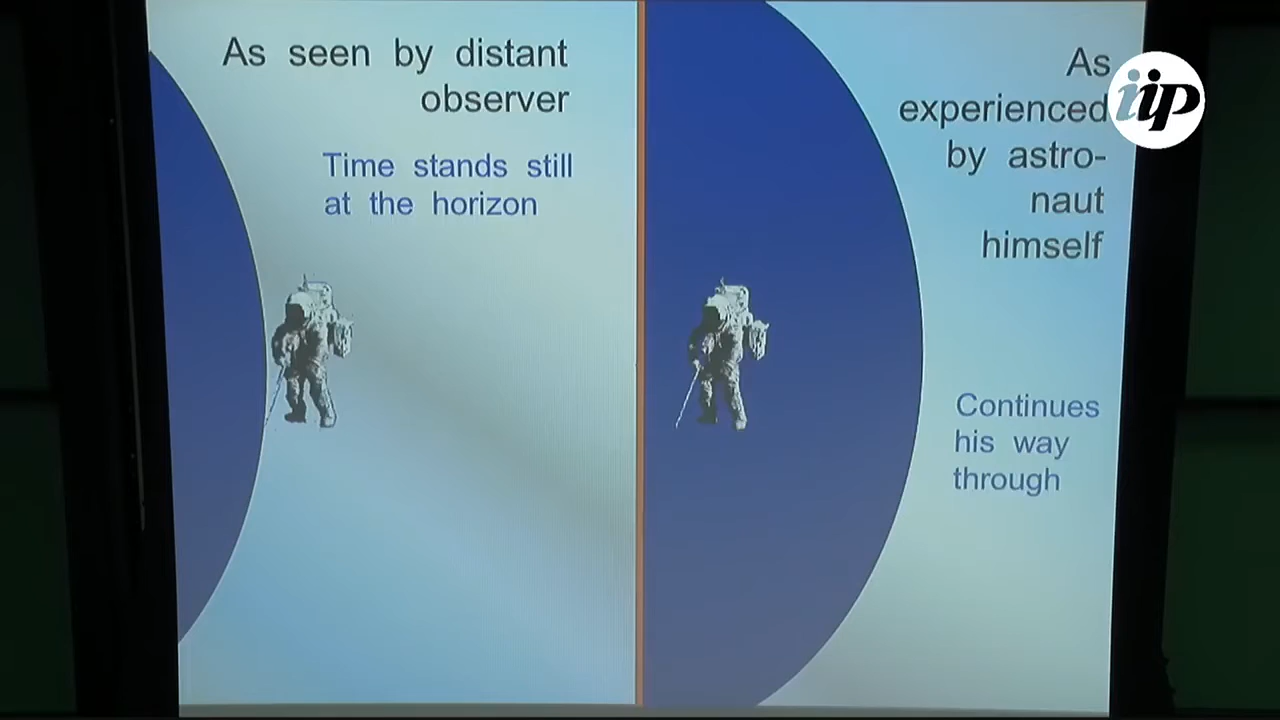 As seen by distant
observer
Time stands still
at the horizon
As
experienced
by astro-
naut
himself
Continues
his way
through
iip